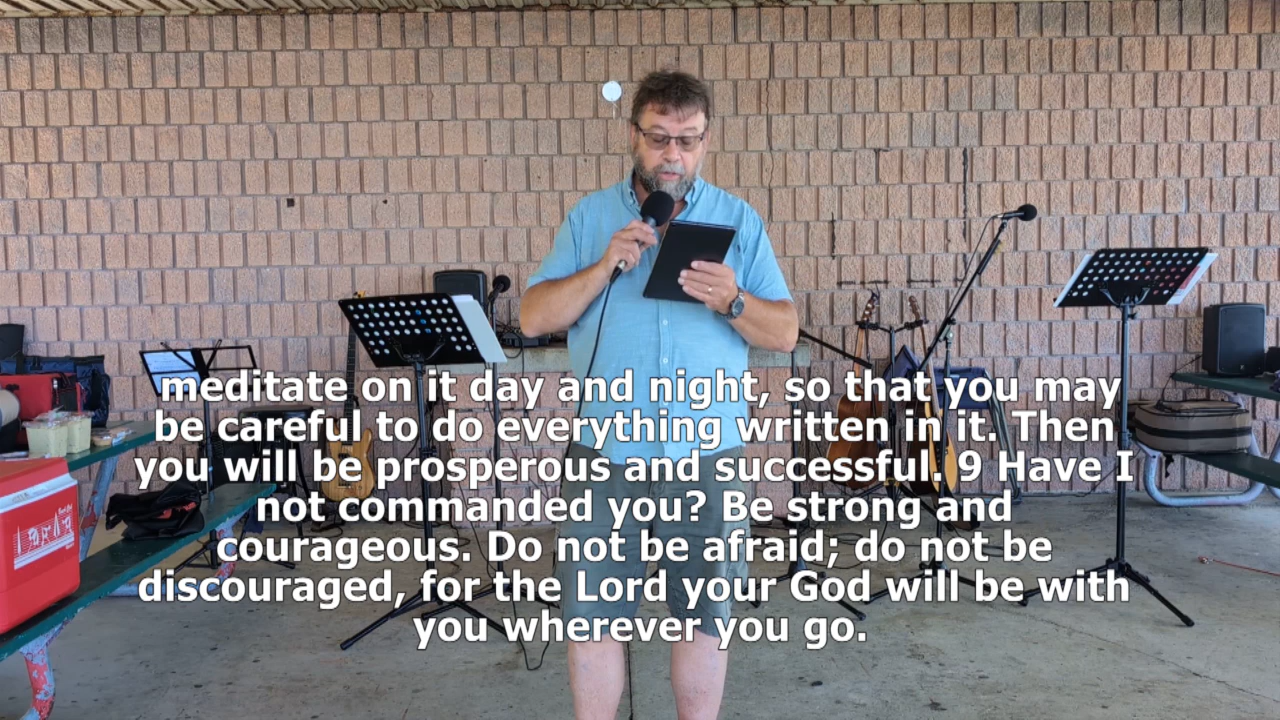 meditate on it day and night, so that you may
be careful to do everything written in it. Then
you will be prosperous and successful. 9 Have I
not commanded you? Be strong and
courageous. Do not be afraid; do not be
discouraged, for the Lord your God will be with
you wherever you go.